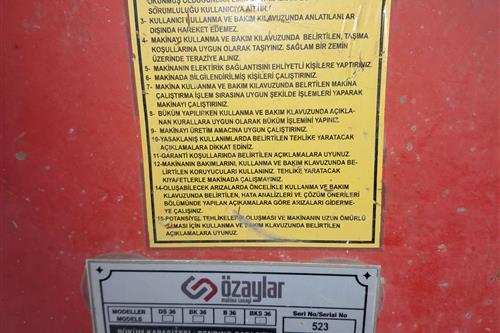 SORUMLULUĞU KULLANICIYA AİTTİR.
3- KULLANICI KULLANMA VE BAKIM KILAVUZUNDA ANLATILANLAR
DIŞINDA HAREKET EDEMEZ.
4- MAKİNAYI KULLANMA VE BAKIM KILAVUZUNDA BELİRTİLEN, TAŞIMA
KOŞULLARINA UYGUN OLARAK TAŞIYINIZ. SAĞLAM BİR ZEMİN
ÜZERİNDE TERAZİYE ALINIZ.
5- MAKİNANIN ELEKTRİK BAĞLANTISINI EHLİYETLİ KİŞİLERE YAPTIRINIZ.
6- MAKİNADA BİLGİLENDİRİLMİŞ KİŞİLERİ ÇALIŞTIRINIZ.
7- MAKİNA KULLANMA VE BAKIM KILAVUZUNDA BELİRTİLEN MAKİNA
ÇALIŞTIRMA İŞLEM SIRASINA UYGUN ŞEKİLDE İŞLEMLERİ YAPARAK
MAKİNAYI ÇALIŞTIRINIZ.
8- BÜKÜM YAPILIRKEN KULLANMA VE BAKIM KILAVUZUNDA AÇIKLA-
NAN KURALLARA UYGUN OLARAK BÜKÜM İŞLEMİNİ YAPINIZ.
9- MAKİNAYI ÜRETİM AMACINA UYGUN ÇALIŞTIRINIZ.
10-YASAKLANIŞ KULLANIMLARDA BELİRTİLEN TEHLİKE YARATACAK
AÇIKLAMALARA DİKKAT EDİNİZ.
11-GARANTİ KOŞULLARINDA BELİRTİLEN AÇIKLAMALARA UYUNUZ.
12-MAKİNANIN BAKIMLARINI, KULLANMA VE BAKIM KILAVUZUNDA BE-
LİRTİLEN KORUYUCULARI KULLANINIZ. TEHLİKE YARATACAK
KIYAFETLERLE MAKİNADA ÇALIŞMAYINIZ.
14-OLUŞABİLECEK ARIZALARDA ÖNCELİKLE KULLANMA VE BAKIM
KILAVUZUNDA, HATA ANALİZLERİ VE ÇÖZÜM ÖNERİLERİ
BÖLÜMÜNDE YAPILAN AÇIKLAMALARA GÖRE ARIZALARI GİDERME-
YE ÇALIŞINIZ.
15-POTANSİYEL TEHLİKELERİN OLUŞMASI VE MAKİNANIN UZUN ÖMÜRLÜ
OLMASI İÇİN KULLANMA VE BAKIM KILAVUZUNDA BELİRTİLEN
AÇIKLAMALARA UYUNUZ.
özaylar
makina sanayi
MODELLER DS 36 BK 36 B 36 BKS 36 Seri No/Serial No
MODELS 523